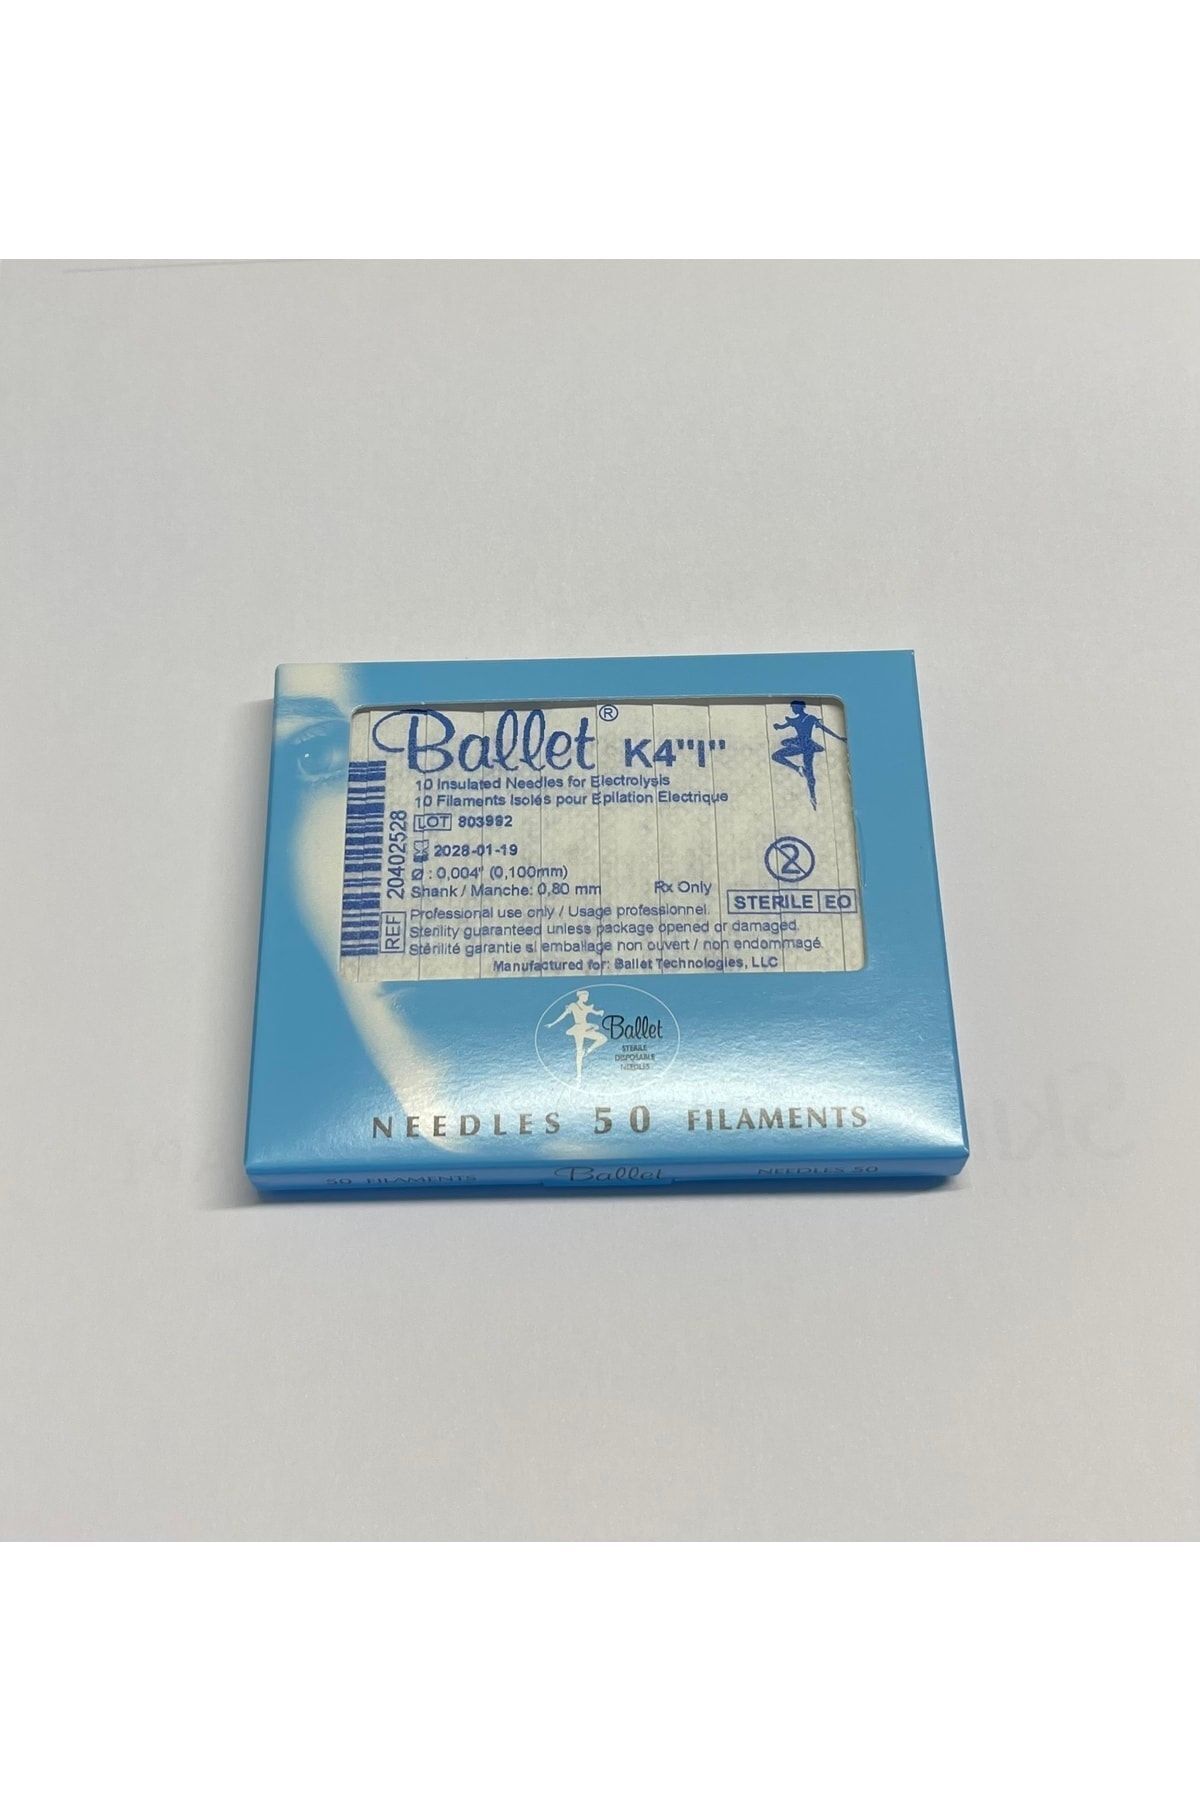 Ballet® K4"I"
10 Insulated Needles for Electrolysis
10 Filaments Isolés pour Epilation Electrique
LOT 803992
2028-01-19
Ø : 0,004" (0,100mm)
Shank / Manche: 0,80 mm Rx Only
2
STERILE EO
REF 20402528
Professional use only / Usage professionnel.
Sterility guaranteed unless package opened or damaged.
Stérilité garantie si emballage non ouvert / non endommagé.
Manufactured for: Ballet Technologies, LLC
Ballet
STERILE
DISPOSABLE
NEEDLES
NEEDLES 50 FILAMENTS
50 FILAMENTS Ballet NEEDLES 50